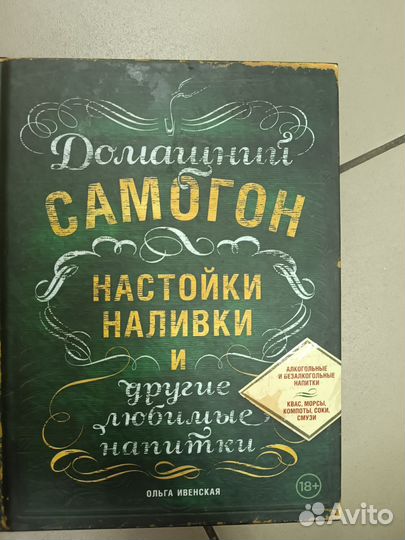 Домашний
САМОГОН
НАСТОЙКИ
НАЛИВКИ
И
другие
любимые
напитки
АЛКОГОЛЬНЫЕ
И БЕЗАЛКОГОЛЬНЫЕ
НАПИТКИ
КВАС, МОРСЫ,
КОМПОТЫ, СОКИ,
СМУЗИ
ОЛЬГА ИВЕНСКАЯ
18+
Avito